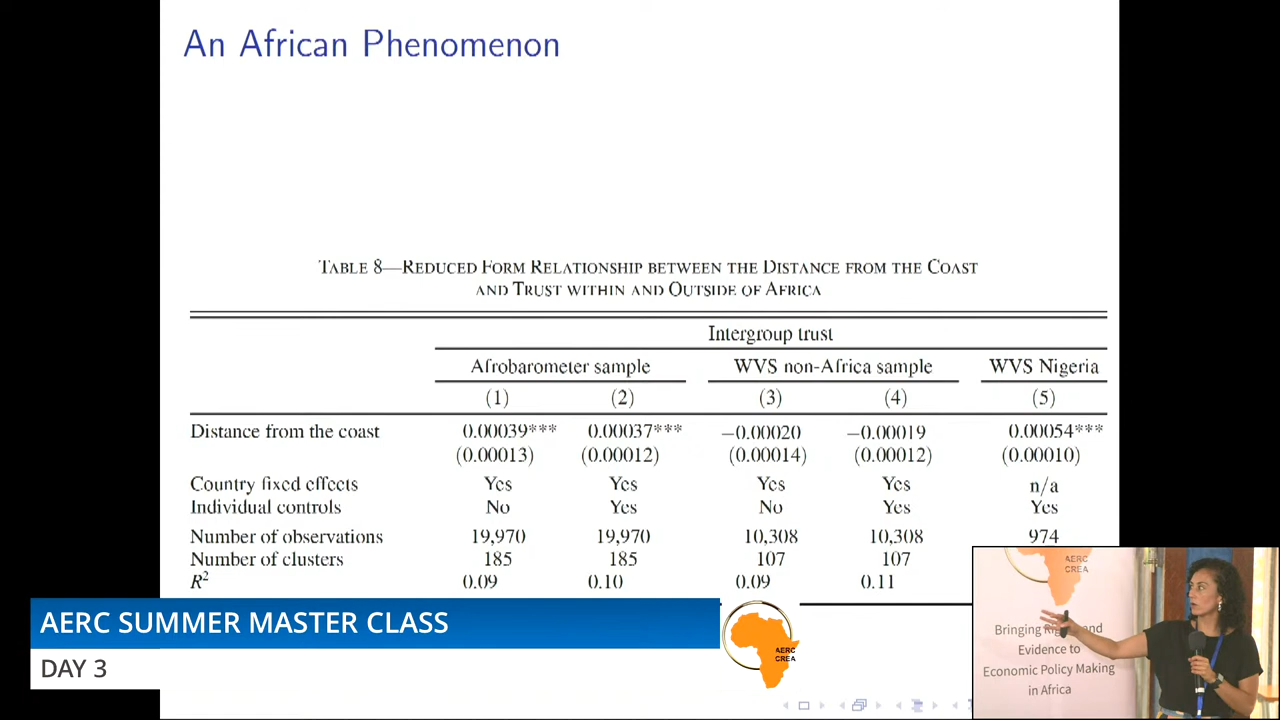 An African Phenomenon
TABLE 8—REDUCED FORM RELATIONSHIP BETWEEN THE DISTANCE FROM THE COAST
AND TRUST WITHIN AND OUTSIDE OF AFRICA
Intergroup trust
Afrobarometer sample WVS non-Africa sample WVS Nigeria
(1) (2) (3) (4) (5)
Distance from the coast 0.00039*** 0.00037*** −0.00020 −0.00019 0.00054***
(0.00013) (0.00012) (0.00014) (0.00012) (0.00010)
Country fixed effects Yes Yes Yes Yes n/a
Individual controls No Yes No Yes Yes
Number of observations 19,970 19,970 10,308 10,308 974
Number of clusters 185 185 107 107
R² 0.09 0.10 0.09 0.11
AERC SUMMER MASTER CLASS
DAY 3
AERC
CREA
AERC
CREA
Bringing and
Evidence to
Economic Policy Making
in Africa